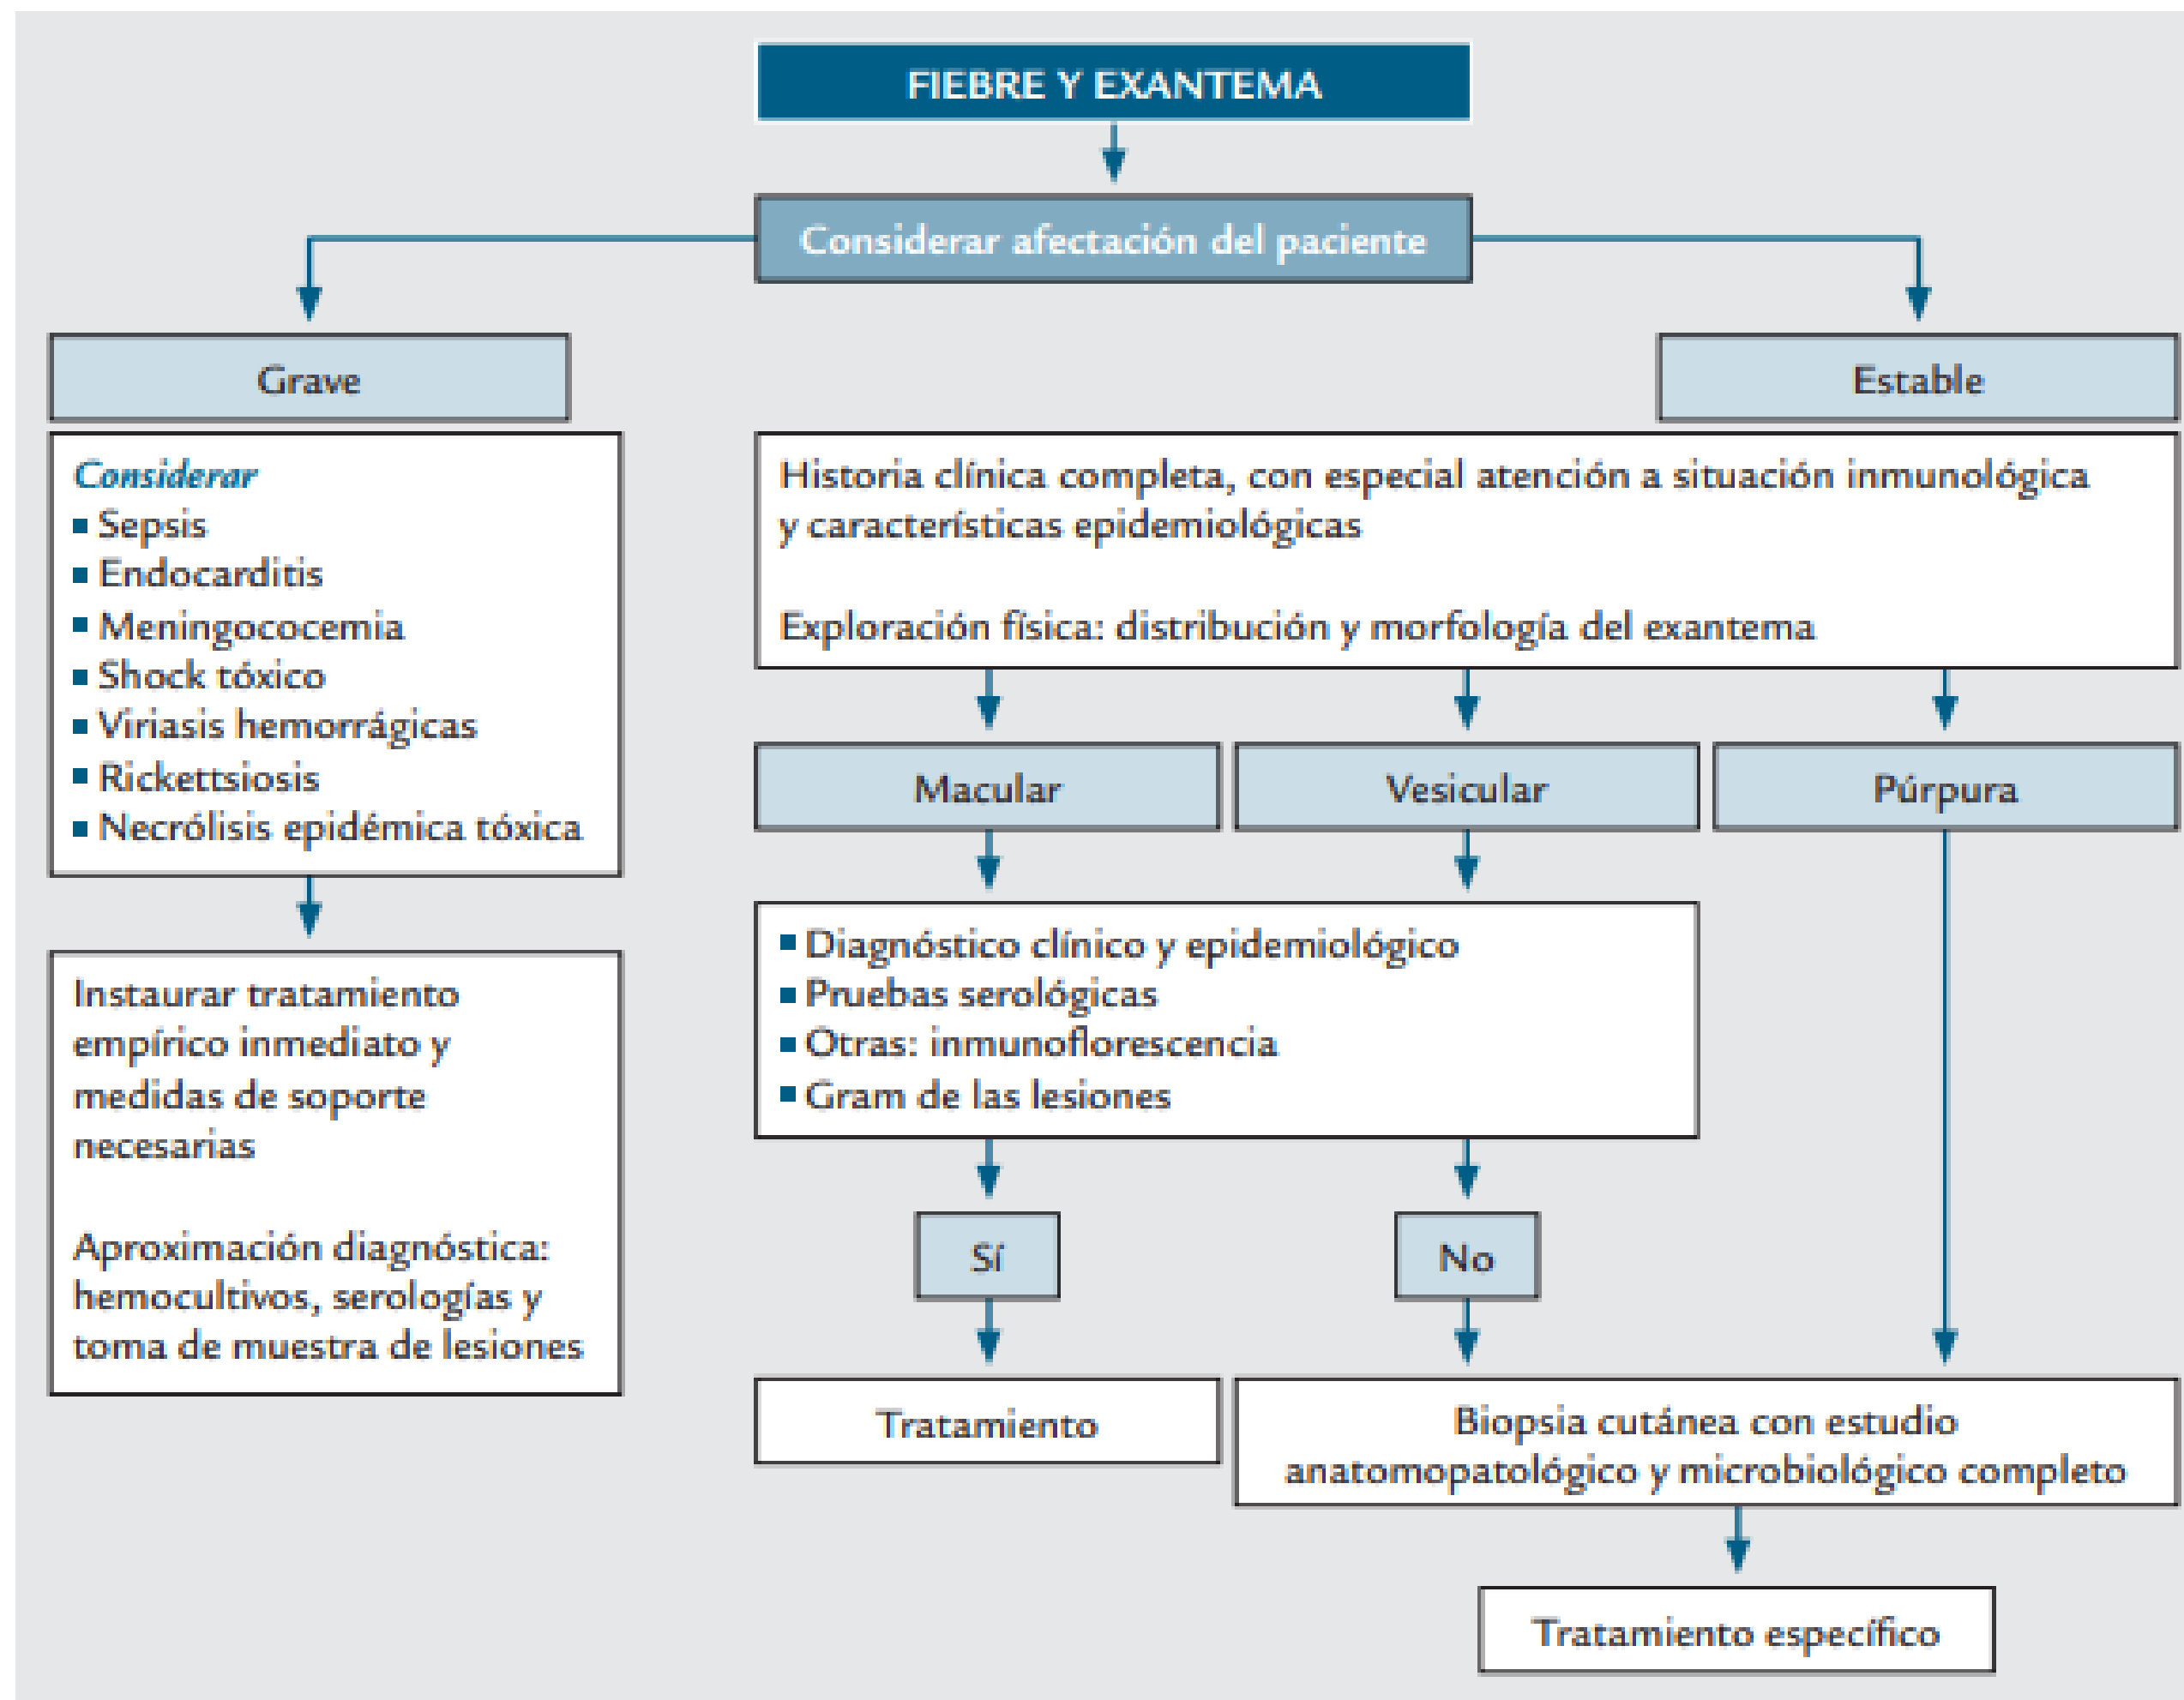 FIEBRE Y EXANTEMA
Considerar afectación del paciente
Grave
Estable
Considerar
▪ Sepsis
▪ Endocarditis
▪ Meningococemia
▪ Shock tóxico
▪ Viriasis hemorrágicas
▪ Rickettsiosis
▪ Necrólisis epidémica tóxica
Instaurar tratamiento
empírico inmediato y
medidas de soporte
necesarias
Aproximación diagnóstica:
hemocultivos, serologías y
toma de muestra de lesiones
Historia clínica completa, con especial atención a situación inmunológica
y características epidemiológicas
Exploración física: distribución y morfología del exantema
Macular
Vesicular
Púrpura
▪ Diagnóstico clínico y epidemiológico
▪ Pruebas serológicas
▪ Otras: inmunoflorescencia
▪ Gram de las lesiones
Sí
No
Tratamiento
Biopsia cutánea con estudio
anatomopatológico y microbiológico completo
Tratamiento específico